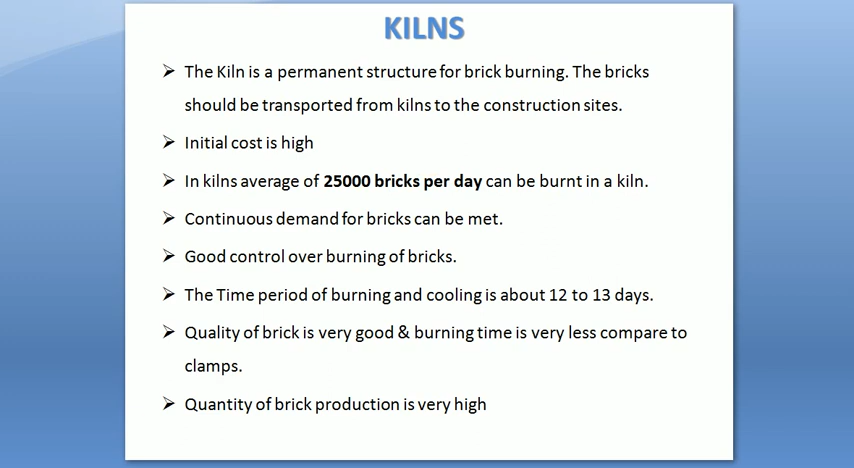 KILNS
The Kiln is a permanent structure for brick burning. The bricks
should be transported from kilns to the construction sites.
Initial cost is high
In kilns average of 25000 bricks per day can be burnt in a kiln.
Continuous demand for bricks can be met.
Good control over burning of bricks.
The Time period of burning and cooling is about 12 to 13 days.
Quality of brick is very good & burning time is very less compare to
clamps.
Quantity of brick production is very high